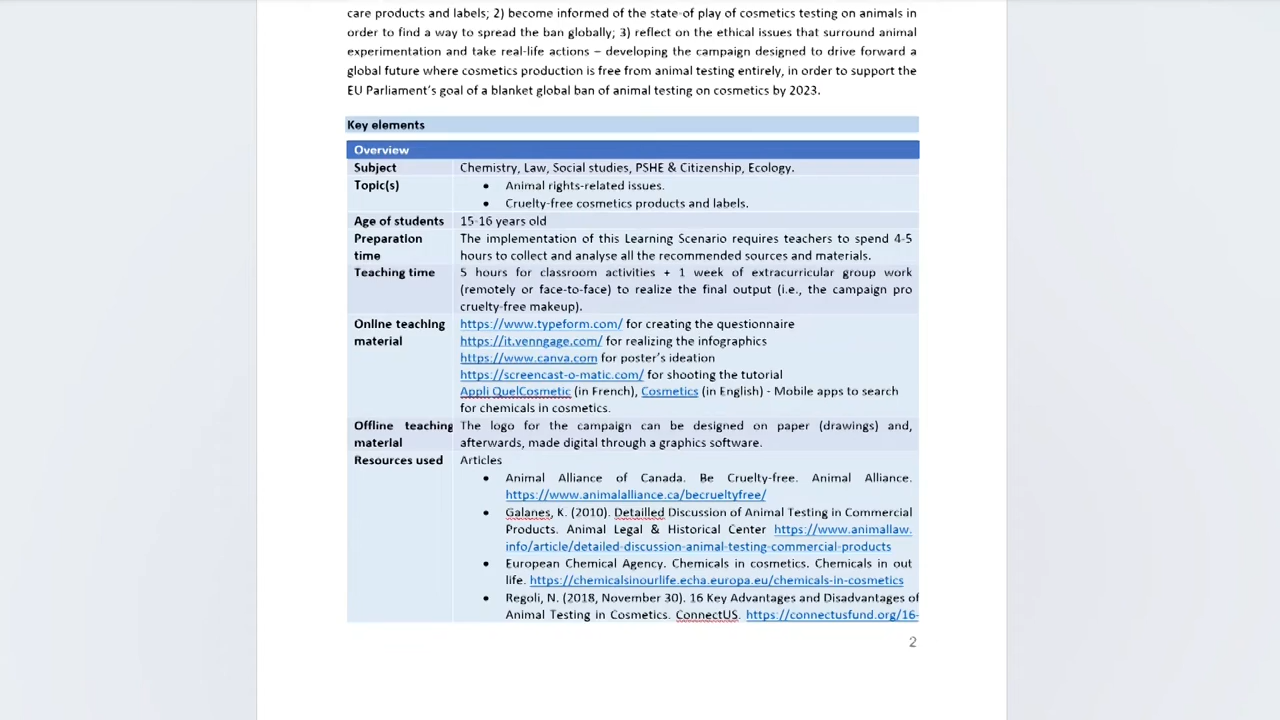 care products and labels; 2) become informed of the state-of play of cosmetics testing on animals in
order to find a way to spread the ban globally; 3) reflect on the ethical issues that surround animal
experimentation and take real-life actions – developing the campaign designed to drive forward a
global future where cosmetics production is free from animal testing entirely, in order to support the
EU Parliament's goal of a blanket global ban of animal testing on cosmetics by 2023.
Key elements
Overview
Subject Chemistry, Law, Social studies, PSHE & Citizenship, Ecology.
Topic(s) • Animal rights-related issues.
• Cruelty-free cosmetics products and labels.
Age of students 15-16 years old
Preparation The implementation of this Learning Scenario requires teachers to spend 4-5
time hours to collect and analyse all the recommended sources and materials.
Teaching time 5 hours for classroom activities + 1 week of extracurricular group work
(remotely or face-to-face) to realize the final output (i.e., the campaign pro
cruelty-free makeup).
Online teaching https://www.typeform.com/ for creating the questionnaire
material https://it.venngage.com/ for realizing the infographics
https://www.canva.com for poster's ideation
https://screencast-o-matic.com/ for shooting the tutorial
Appli QuelCosmetic (in French), Cosmetics (in English) - Mobile apps to search
for chemicals in cosmetics.
Offline teaching The logo for the campaign can be designed on paper (drawings) and,
material afterwards, made digital through a graphics software.
Resources used Articles
• Animal Alliance of Canada. Be Cruelty-free. Animal Alliance.
https://www.animalalliance.ca/becrueltyfree/
• Galanes, K. (2010). Detailled Discussion of Animal Testing in Commercial
Products. Animal Legal & Historical Center https://www.animallaw.
info/article/detailed-discussion-animal-testing-commercial-products
• European Chemical Agency. Chemicals in cosmetics. Chemicals in out
life. https://chemicalsinourlife.echa.europa.eu/chemicals-in-cosmetics
• Regoli, N. (2018, November 30). 16 Key Advantages and Disadvantages of
Animal Testing in Cosmetics. ConnectUS. https://connectusfund.org/16-
2